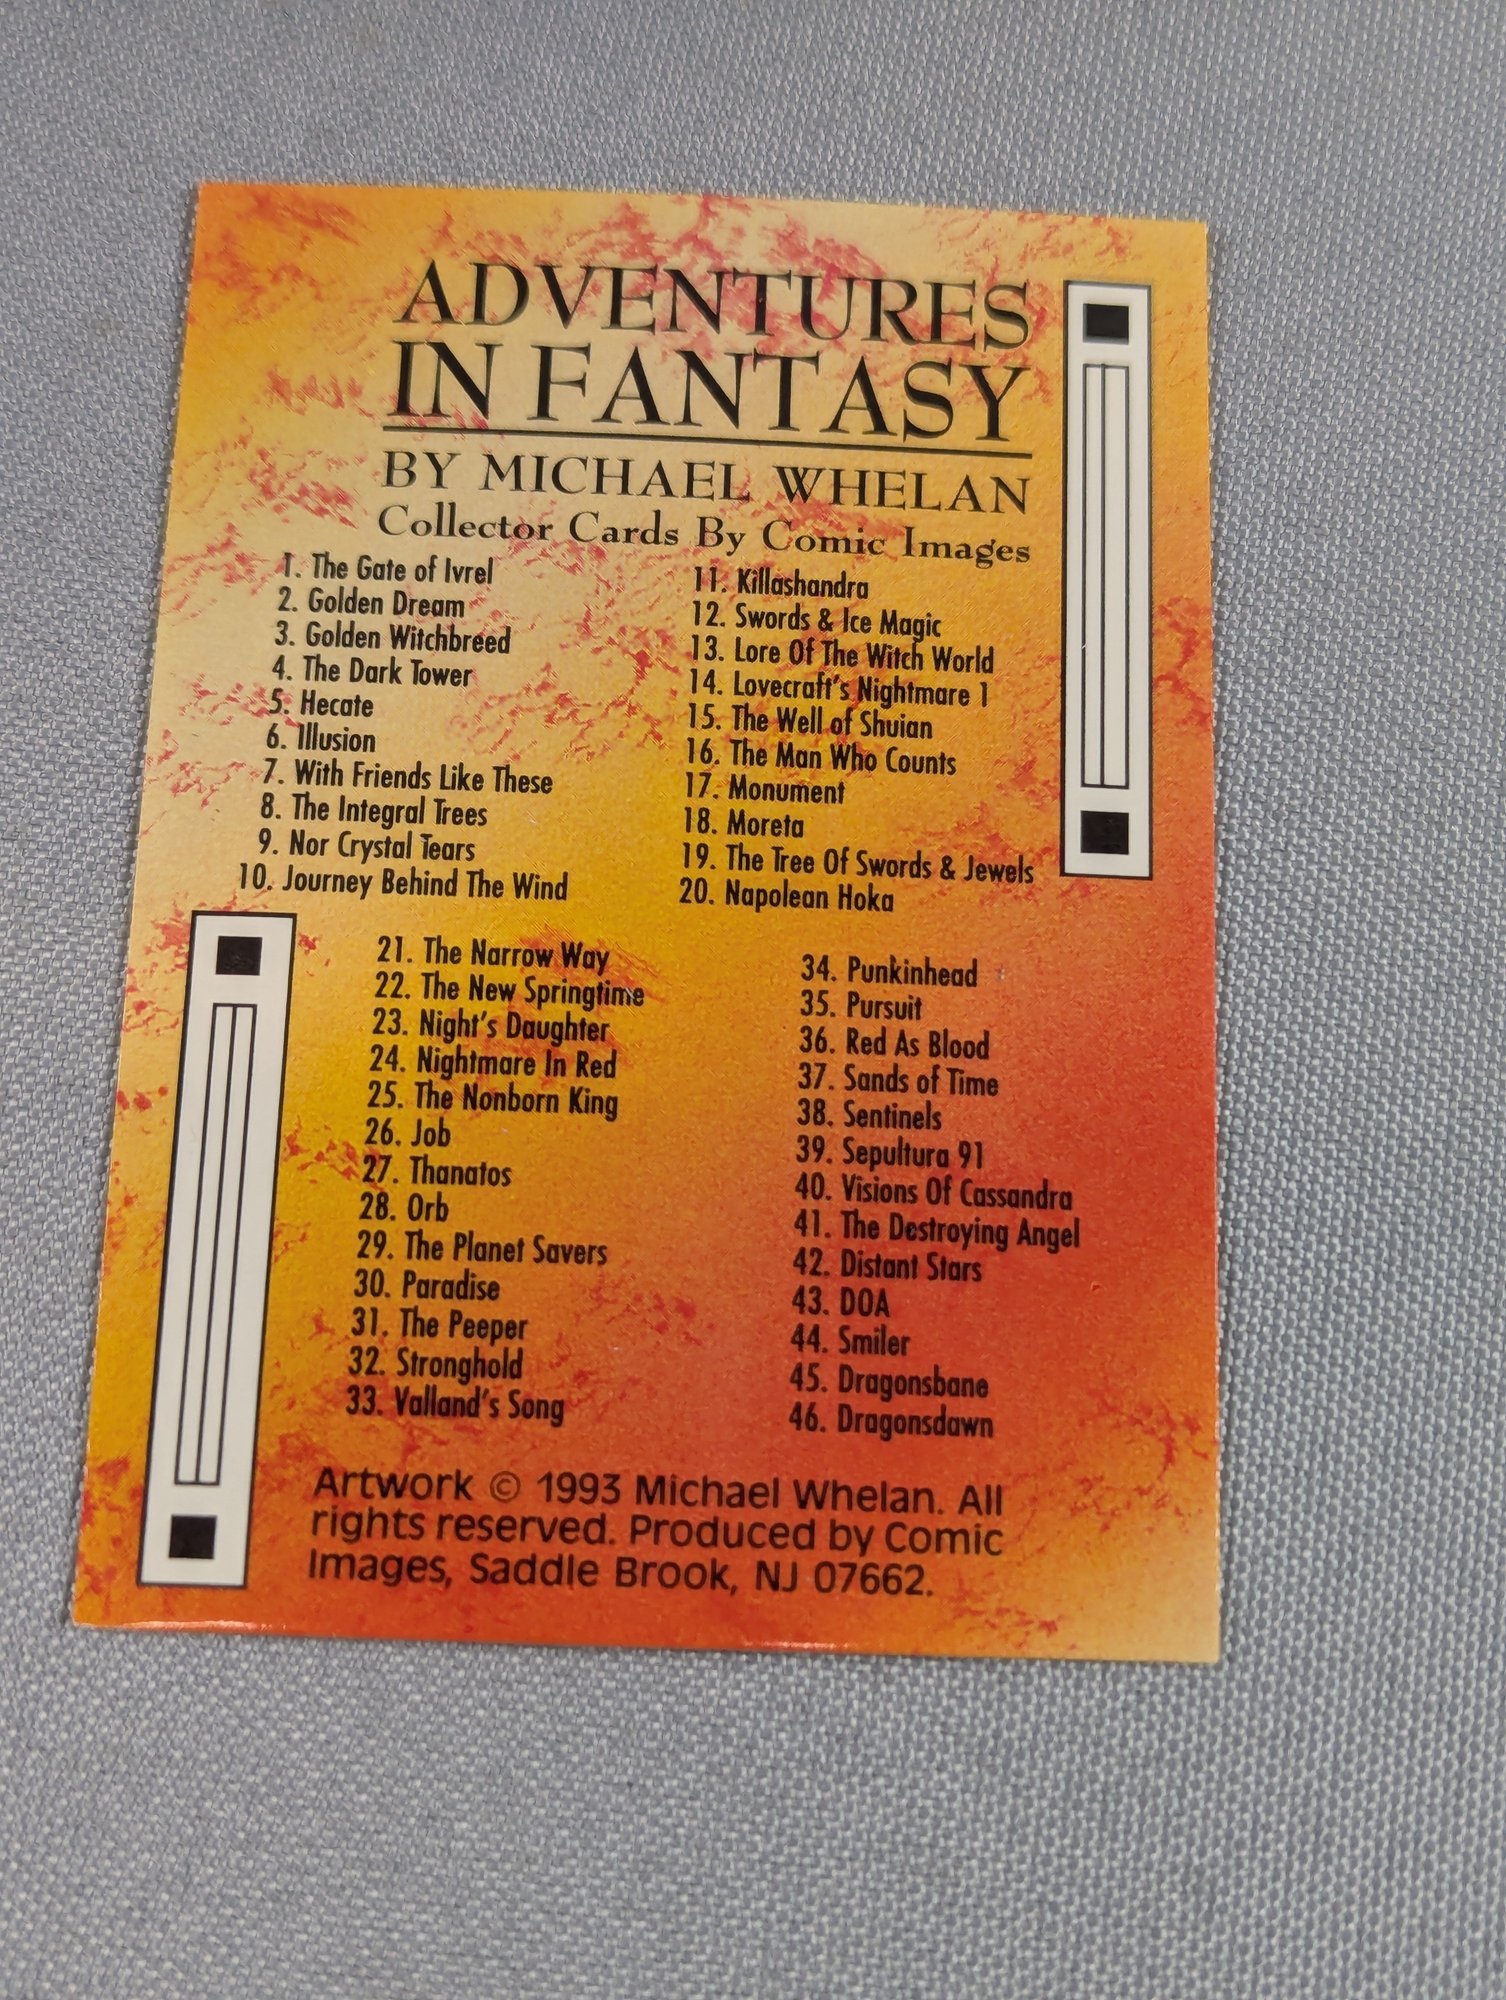 ADVENTURES
IN FANTASY
BY MICHAEL WHELAN
Collector Cards By Comic Images
1. The Gate of Ivrel
2. Golden Dream
3. Golden Witchbreed
4. The Dark Tower
5. Hecate
6. Illusion
7. With Friends Like These
8. The Integral Trees
9. Nor Crystal Tears
10. Journey Behind The Wind
11. Killashandra
12. Swords & Ice Magic
13. Lore Of The Witch World
14. Lovecraft's Nightmare 1
15. The Well of Shuian
16. The Man Who Counts
17. Monument
18. Moreta
19. The Tree Of Swords & Jewels
20. Napolean Hoka
21. The Narrow Way
22. The New Springtime
23. Night's Daughter
24. Nightmare In Red
25. The Nonborn King
26. Job
27. Thanatos
28. Orb
29. The Planet Savers
30. Paradise
31. The Peeper
32. Stronghold
33. Valland's Song
34. Punkinhead
35. Pursuit
36. Red As Blood
37. Sands of Time
38. Sentinels
39. Sepultura 91
40. Visions Of Cassandra
41. The Destroying Angel
42. Distant Stars
43. DOA
44. Smiler
45. Dragonsbane
46. Dragonsdawn
Artwork © 1993 Michael Whelan. All
rights reserved. Produced by Comic
Images, Saddle Brook, NJ 07662.